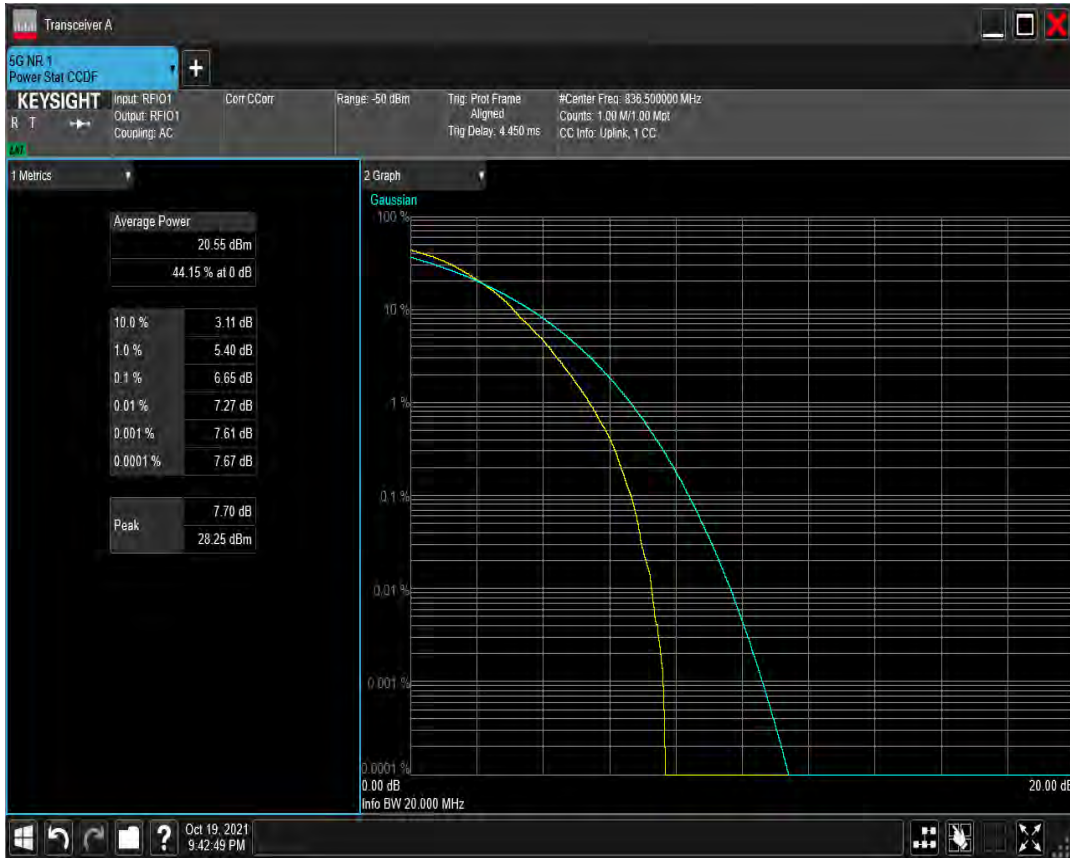 Transceiver A
5G NR 1
Power Stat CCDF
+
KEYSIGHT
R T
LXI
Input: RFIO1
Output: RFIO1
Coupling: AC
Corr CCorr
Range: -50 dBm
Trig: Prot Frame
Aligned
Trig Delay: 4.450 ms
#Center Freq: 836.500000 MHz
Counts: 1.00 M/1.00 Mpt
CC Info: Uplink, 1 CC
1 Metrics
Average Power
20.55 dBm
44.15 % at 0 dB
10.0 % 3.11 dB
1.0 % 5.40 dB
0.1 % 6.65 dB
0.01 % 7.27 dB
0.001 % 7.61 dB
0.0001 % 7.67 dB
Peak 7.70 dB
28.25 dBm
2 Graph
Gaussian
100 %
10 %
1 %
0.1 %
0.01 %
0.001 %
0.0001 %
0.00 dB 20.00 dB
Info BW 20.000 MHz
? Oct 19, 2021
9:42:49 PM